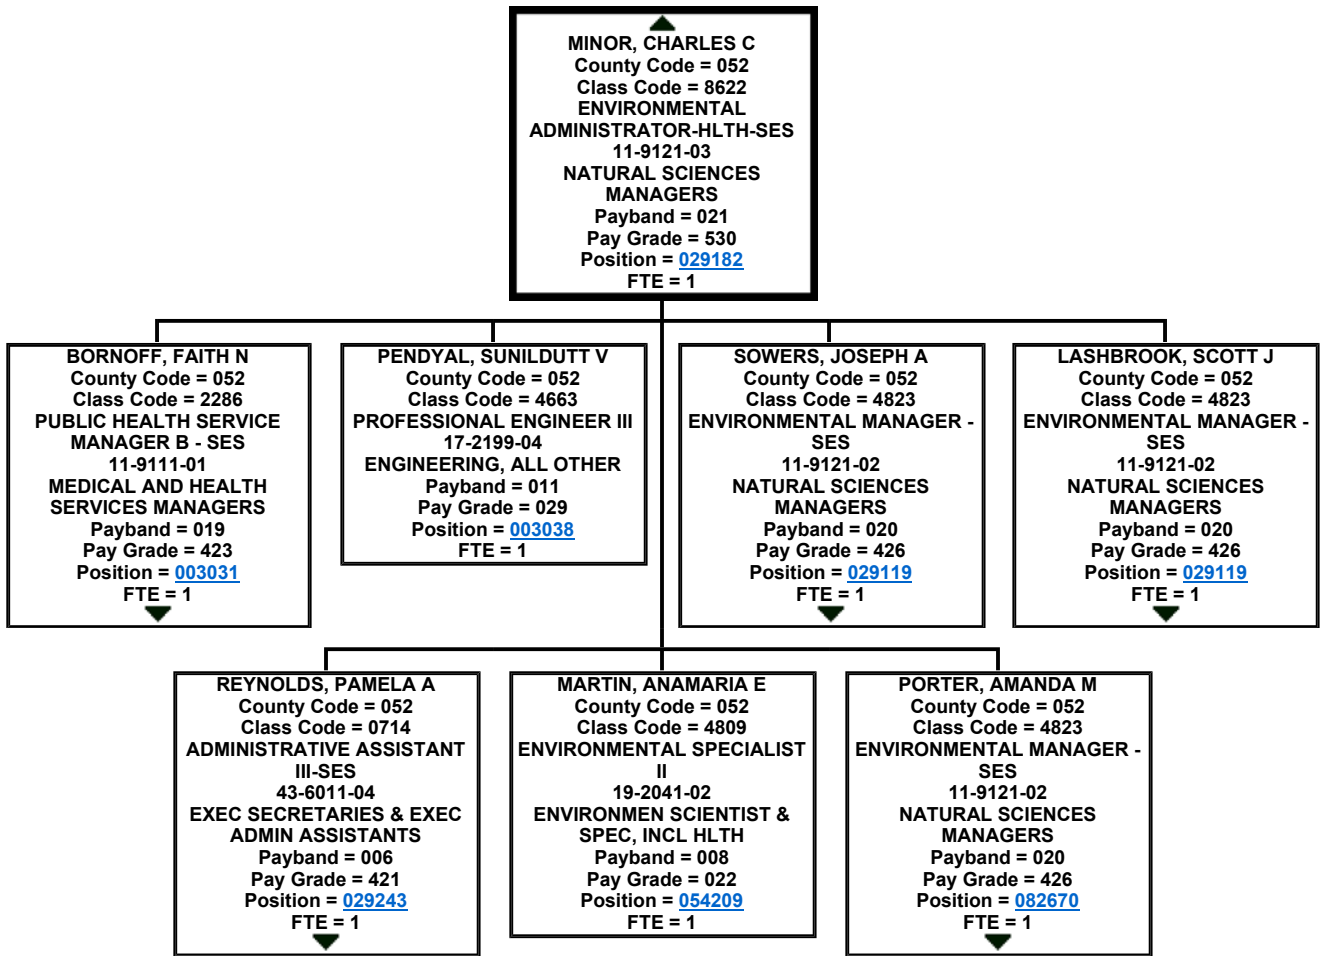 MINOR, CHARLES C
County Code = 052
Class Code = 8622
ENVIRONMENTAL
ADMINISTRATOR-HLTH-SES
11-9121-03
NATURAL SCIENCES
MANAGERS
Payband = 021
Pay Grade = 530
Position = 029182
FTE = 1
BORNOFF, FAITH N
County Code = 052
Class Code = 2286
PUBLIC HEALTH SERVICE
MANAGER B - SES
11-9111-01
MEDICAL AND HEALTH
SERVICES MANAGERS
Payband = 019
Pay Grade = 423
Position = 003031
FTE = 1
PENDYAL, SUNILDUTT V
County Code = 052
Class Code = 4663
PROFESSIONAL ENGINEER III
17-2199-04
ENGINEERING, ALL OTHER
Payband = 011
Pay Grade = 029
Position = 003038
FTE = 1
SOWERS, JOSEPH A
County Code = 052
Class Code = 4823
ENVIRONMENTAL MANAGER -
SES
11-9121-02
NATURAL SCIENCES
MANAGERS
Payband = 020
Pay Grade = 426
Position = 029119
FTE = 1
LASHBROOK, SCOTT J
County Code = 052
Class Code = 4823
ENVIRONMENTAL MANAGER -
SES
11-9121-02
NATURAL SCIENCES
MANAGERS
Payband = 020
Pay Grade = 426
Position = 029119
FTE = 1
REYNOLDS, PAMELA A
County Code = 052
Class Code = 0714
ADMINISTRATIVE ASSISTANT
III-SES
43-6011-04
EXEC SECRETARIES & EXEC
ADMIN ASSISTANTS
Payband = 006
Pay Grade = 421
Position = 029243
FTE = 1
MARTIN, ANAMARIA E
County Code = 052
Class Code = 4809
ENVIRONMENTAL SPECIALIST
II
19-2041-02
ENVIRONMEN SCIENTIST &
SPEC, INCL HLTH
Payband = 008
Pay Grade = 022
Position = 054209
FTE = 1
PORTER, AMANDA M
County Code = 052
Class Code = 4823
ENVIRONMENTAL MANAGER -
SES
11-9121-02
NATURAL SCIENCES
MANAGERS
Payband = 020
Pay Grade = 426
Position = 082670
FTE = 1